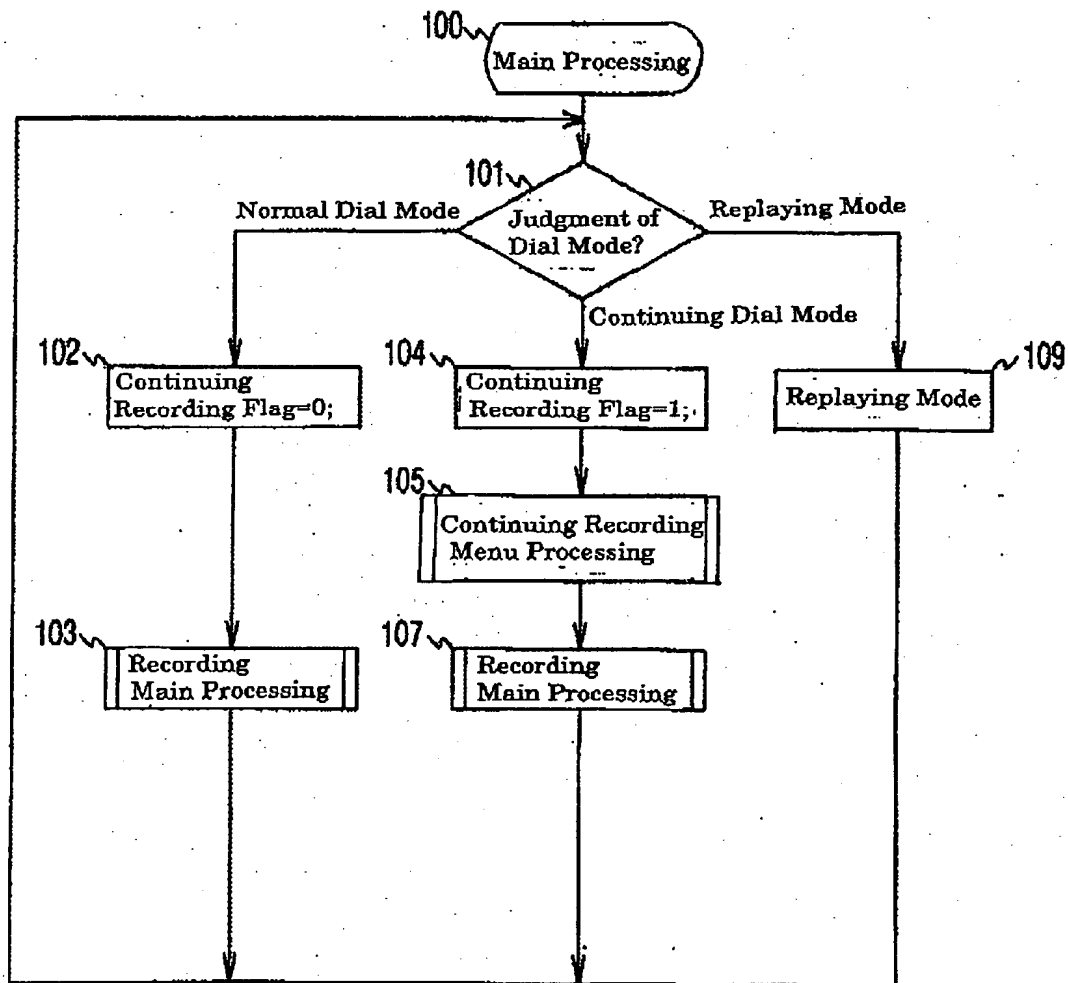 100
Main Processing
101
Normal Dial Mode
Judgment of
Dial Mode?
Replaying Mode
Continuing Dial Mode
102
Continuing
Recording Flag=0;
104
Continuing
Recording Flag=1;
109
Replaying Mode
105
Continuing Recording
Menu Processing
103
Recording
Main Processing
107
Recording
Main Processing